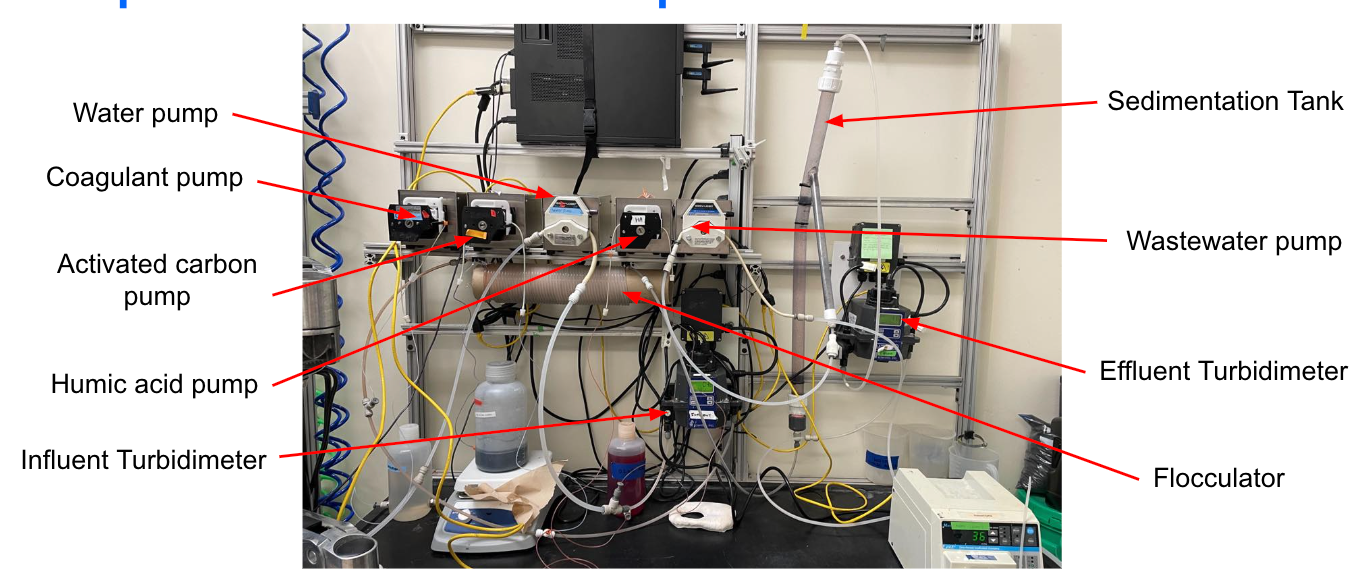 Water pump
Coagulant pump
Activated carbon
pump
Humic acid pump
Influent Turbidimeter
Sedimentation Tank
Wastewater pump
Effluent Turbidimeter
Flocculator
36